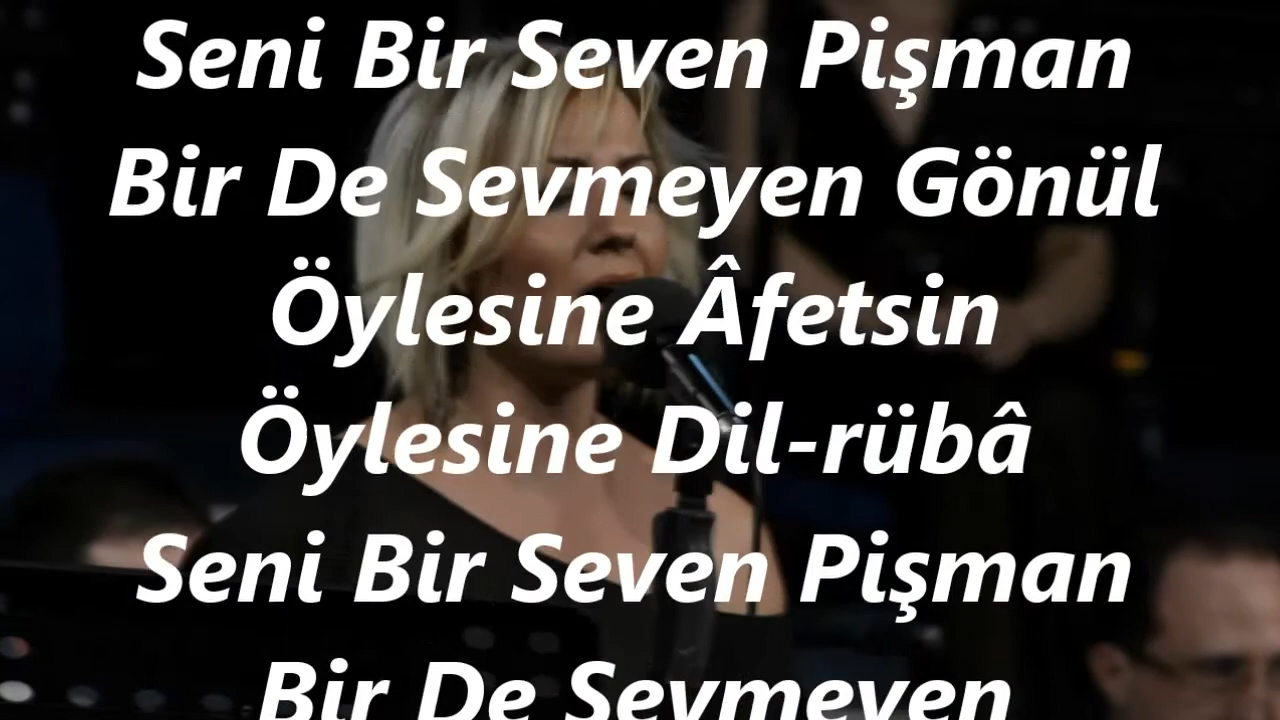 Seni Bir Seven Pişman
Bir De Sevmeyen Gönül
Öylesine Âfetsin
Öylesine Dil-rübâ
Seni Bir Seven Pişman
Bir De Sevmeyen